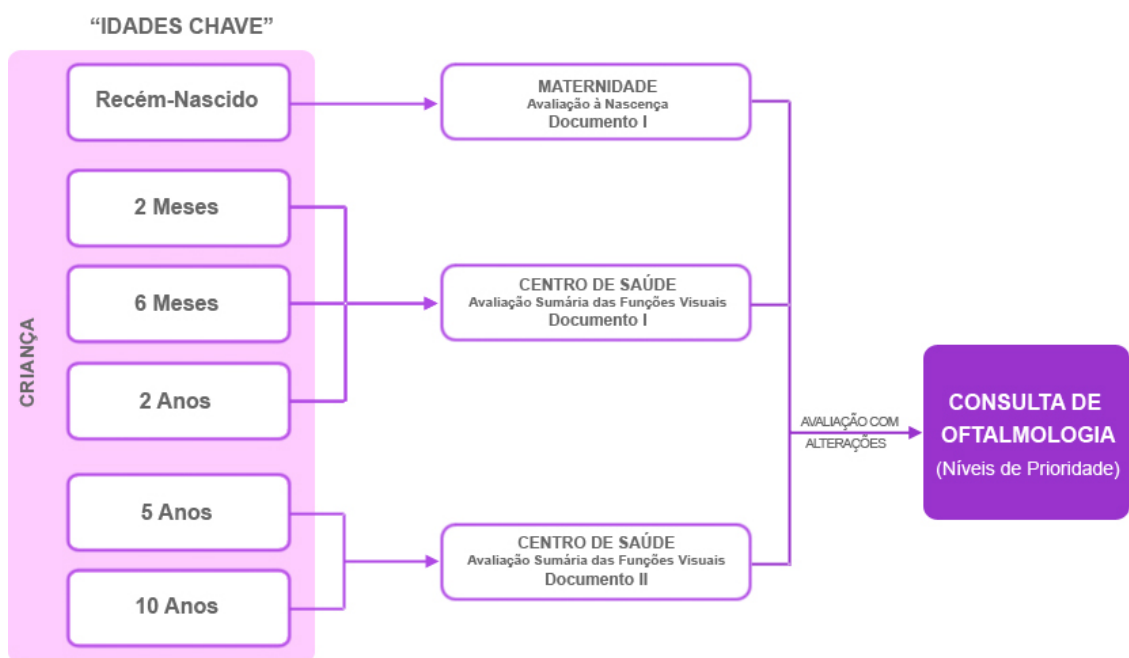 “IDADES CHAVE”
CRIANÇA
Recém-Nascido
2 Meses
6 Meses
2 Anos
5 Anos
10 Anos
MATERNIDADE
Avaliação à Nascença
Documento I
CENTRO DE SAÚDE
Avaliação Sumária das Funções Visuais
Documento I
CENTRO DE SAÚDE
Avaliação Sumária das Funções Visuais
Documento II
AVALIAÇÃO COM
ALTERAÇÕES
CONSULTA DE
OFTALMOLOGIA
(Níveis de Prioridade)